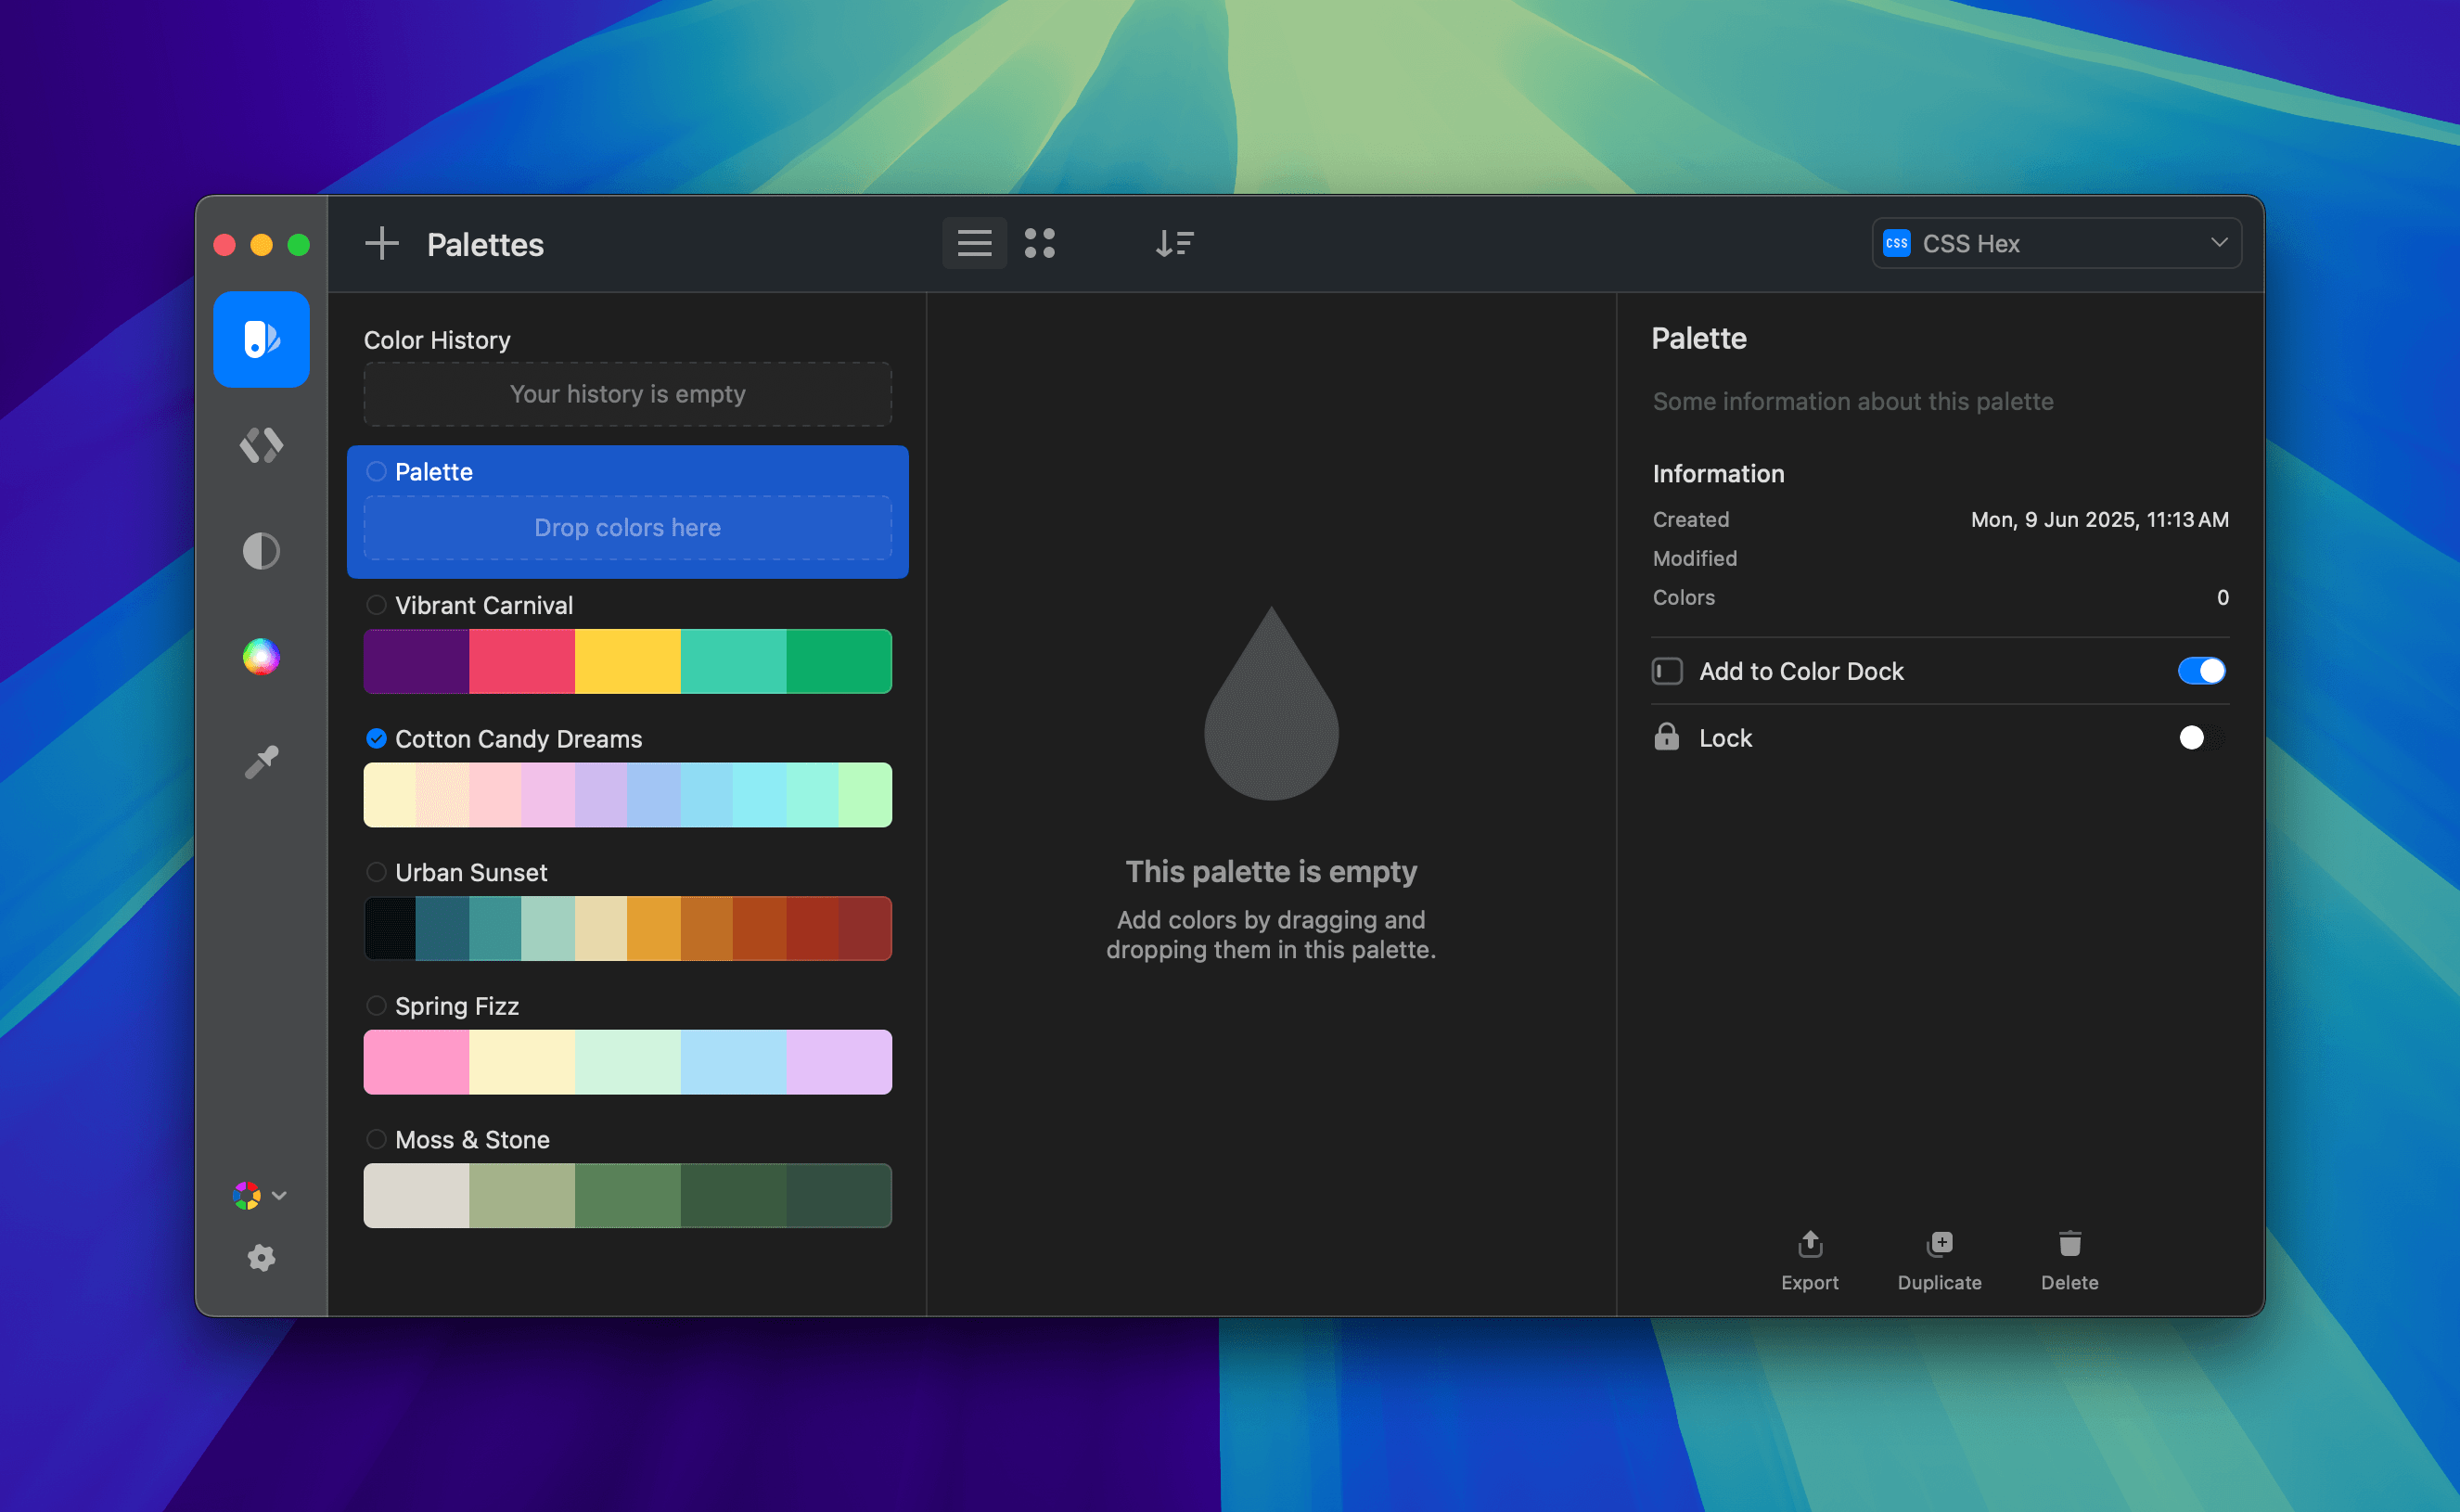 Palettes
CSS CSS Hex
Color History
Your history is empty
Palette
Drop colors here
Vibrant Carnival
Cotton Candy Dreams
Urban Sunset
Spring Fizz
Moss & Stone
This palette is empty
Add colors by dragging and
dropping them in this palette.
Palette
Some information about this palette
Information
Created Mon, 9 Jun 2025, 11:13 AM
Modified
Colors 0
Add to Color Dock
Lock
Export Duplicate Delete